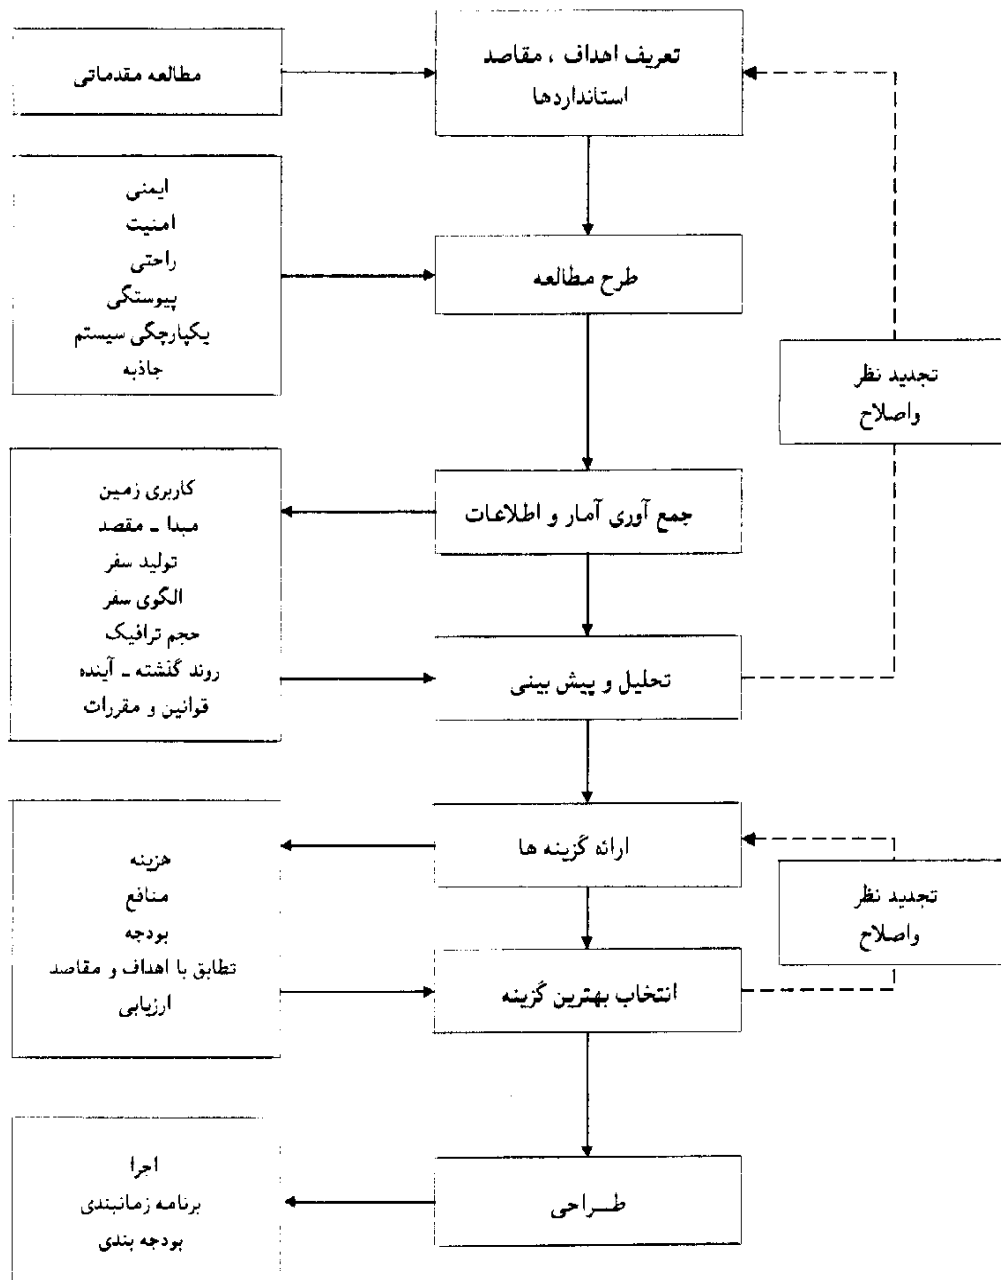 تعریف اهداف ، مقاصد
استانداردها
مطالعه مقدماتی
ایمنی
امنیت
راحتی
پیوستگی
یکپارچگی سیستم
جاذبه
طرح مطالعه
تجدید نظر
واصلاح
جمع آوری آمار و اطلاعات
کاربری زمین
مبدا ـ مقصد
تولید سفر
الگوی سفر
حجم ترافیک
روند گذشته ـ آینده
قوانین و مقررات
تحلیل و پیش بینی
ارائه گزینه ها
هزینه
منافع
بودجه
تطابق با اهداف و مقاصد
ارزیابی
تجدید نظر
واصلاح
انتخاب بهترین گزینه
طـــراحی
اجرا
برنامه زمانبندی
بودجه بندی